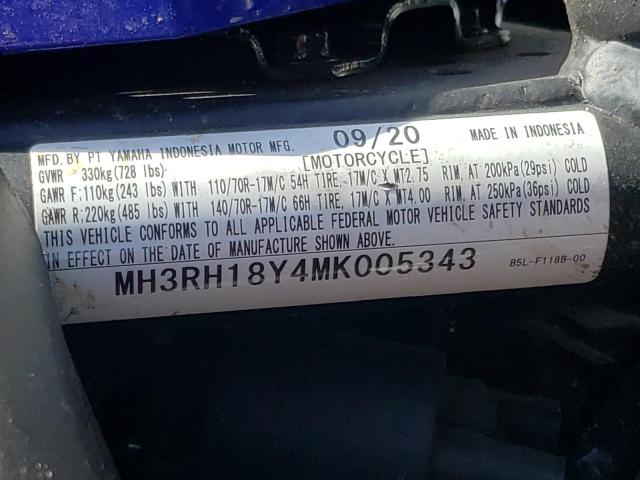 MFD. BY PT YAMAHA INDONESIA MOTOR MFG. 09/20 MADE IN INDONESIA
GVWR : 330kg(728 lbs) [MOTORCYCLE]
GAWR F:110kg(243 lbs) WITH 110/70R-17M/C 54H TIRE, 17M/C X MT2.75 RIM, AT 200kPa(29psi) COLD
GAWR R:220kg(485 lbs) WITH 140/70R-17M/C 66H TIRE, 17M/C X MT4.00 RIM, AT 250kPa(36psi) COLD
THIS VEHICLE CONFORMS TO ALL APPLICABLE FEDERAL MOTOR VEHICLE SAFETY STANDARDS
IN EFFECT ON THE DATE OF MANUFACTURE SHOWN ABOVE.
MH3RH18Y4MK005343 B5L-F118B-00